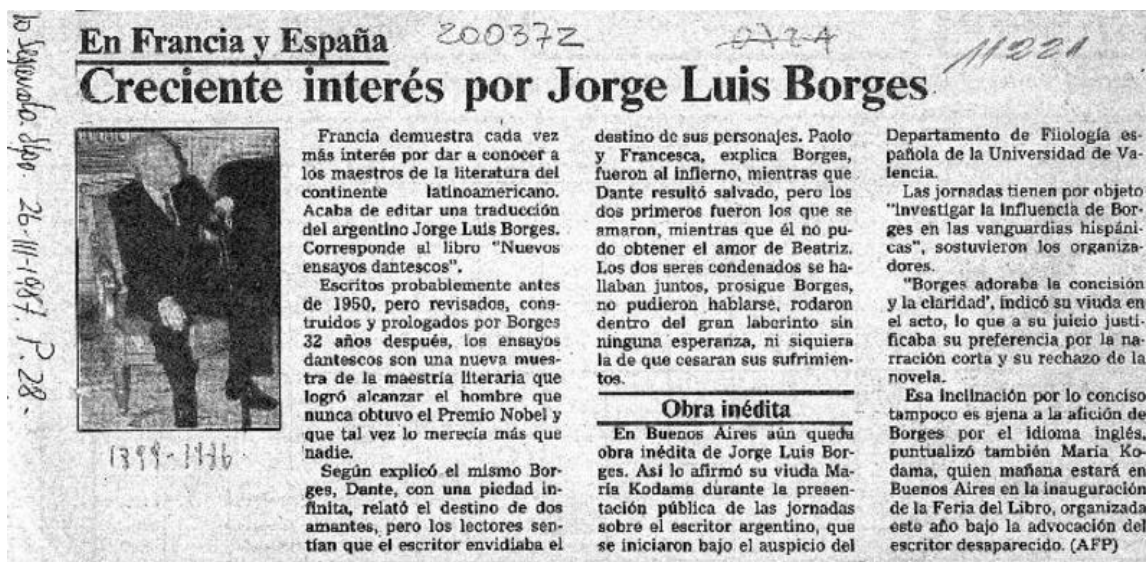 En Francia y España
200372
11221
Creciente interés por Jorge Luis Borges
26-III-1987. P. 28.-
1899-1986
Francia demuestra cada vez
más interés por dar a conocer a
los maestros de la literatura del
continente latinoamericano.
Acaba de editar una traducción
del argentino Jorge Luis Borges.
Corresponde al libro "Nuevos
ensayos dantescos".
Escritos probablemente antes
de 1950, pero revisados, cons-
truidos y prologados por Borges
32 años después, los ensayos
dantescos son una nueva mues-
tra de la maestría literaria que
logró alcanzar el hombre que
nunca obtuvo el Premio Nobel y
que tal vez lo merecía más que
nadie.
Según explicó el mismo Bor-
ges, Dante, con una piedad in-
finita, relató el destino de dos
amantes, pero los lectores sen-
tían que el escritor envidiaba el
destino de sus personajes. Paolo
y Francesca, explica Borges,
fueron al infierno, mientras que
Dante resultó salvado, pero los
dos primeros fueron los que se
amaron, mientras que él no pu-
do obtener el amor de Beatriz.
Los dos seres condenados se ha-
llaban juntos, prosigue Borges,
no pudieron hablarse, rodaron
dentro del gran laberinto sin
ninguna esperanza, ni siquiera
la de que cesaran sus sufrimien-
tos.
Obra inédita
En Buenos Aires aún queda
obra inédita de Jorge Luis Bor-
ges. Así lo afirmó su viuda Ma-
ría Kodama durante la presen-
tación pública de las jornadas
sobre el escritor argentino, que
se iniciaron bajo el auspicio del
Departamento de Filología es-
pañola de la Universidad de Va-
lencia.
Las jornadas tienen por objeto
"investigar la influencia de Bor-
ges en las vanguardias hispáni-
cas", sostuvieron los organiza-
dores.
"Borges adoraba la concisión
y la claridad', indicó su viuda en
el acto, lo que a su juicio justi-
ficaba su preferencia por la na-
rración corta y su rechazo de la
novela.
Esa inclinación por lo conciso
tampoco es ajena a la afición de
Borges por el idioma inglés,
puntualizó también María Ko-
dama, quien mañana estará en
Buenos Aires en la inauguración
de la Feria del Libro, organizada
este año bajo la advocación del
escritor desaparecido. (AFP)